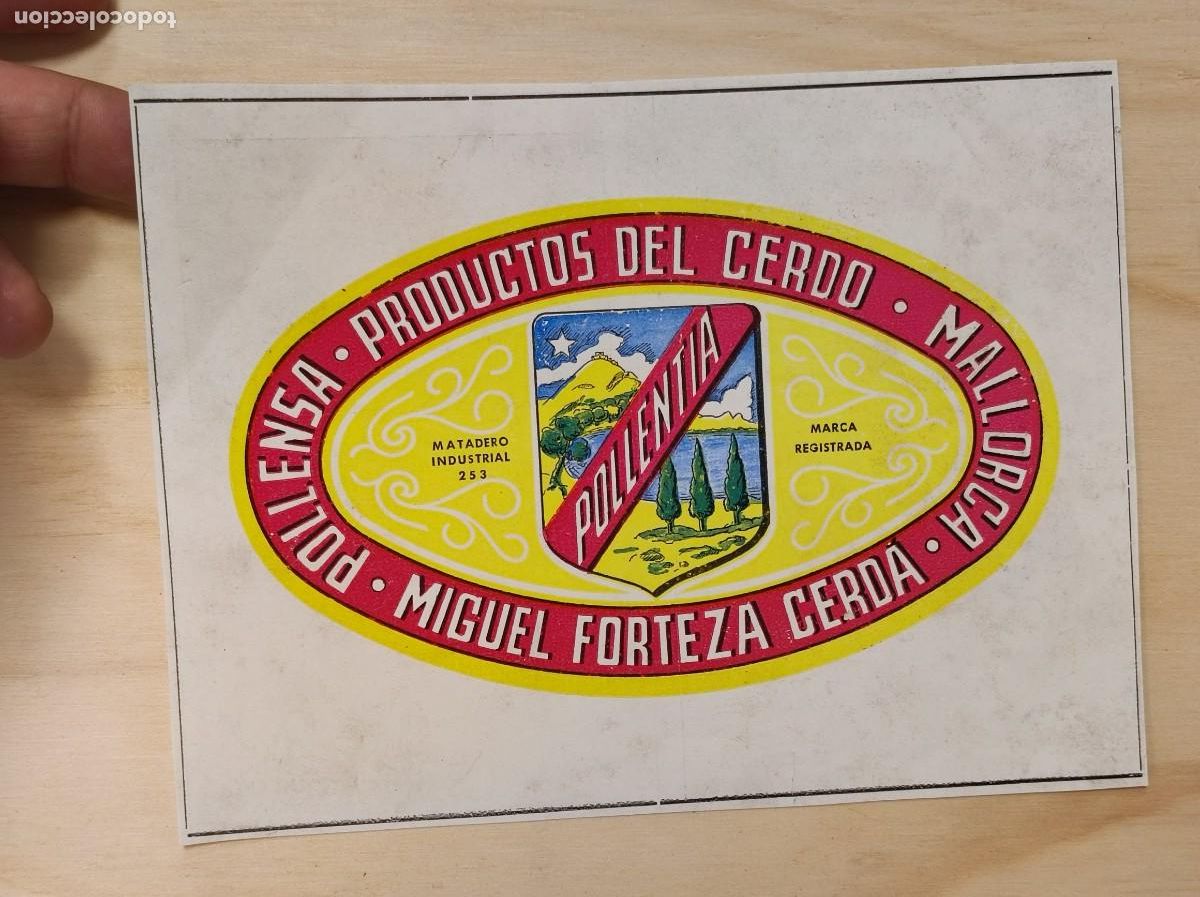 todocoleccion
POLLENSA • PRODUCTOS DEL CERDO • MALLORCA •
MIGUEL FORTEZA CERDÁ •
MATADERO
INDUSTRIAL
253
POLLENTIA
MARCA
REGISTRADA